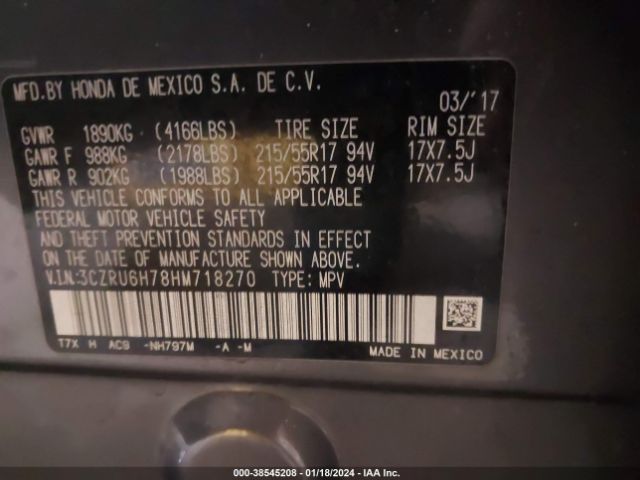 MFD.BY HONDA DE MEXICO S.A. DE C.V.
03/'17
GVWR 1890KG (4166LBS) TIRE SIZE RIM SIZE
GAWR F 988KG (2178LBS) 215/55R17 94V 17X7.5J
GAWR R 902KG (1988LBS) 215/55R17 94V 17X7.5J
THIS VEHICLE CONFORMS TO ALL APPLICABLE
FEDERAL MOTOR VEHICLE SAFETY
AND THEFT PREVENTION STANDARDS IN EFFECT
ON THE DATE OF MANUFACTURE SHOWN ABOVE.
V.I.N:3CZRU6H78HM718270 TYPE: MPV
T7X H AC9 -NH797M -A -M MADE IN MEXICO
000-38545208 - 01/18/2024 - IAA Inc.